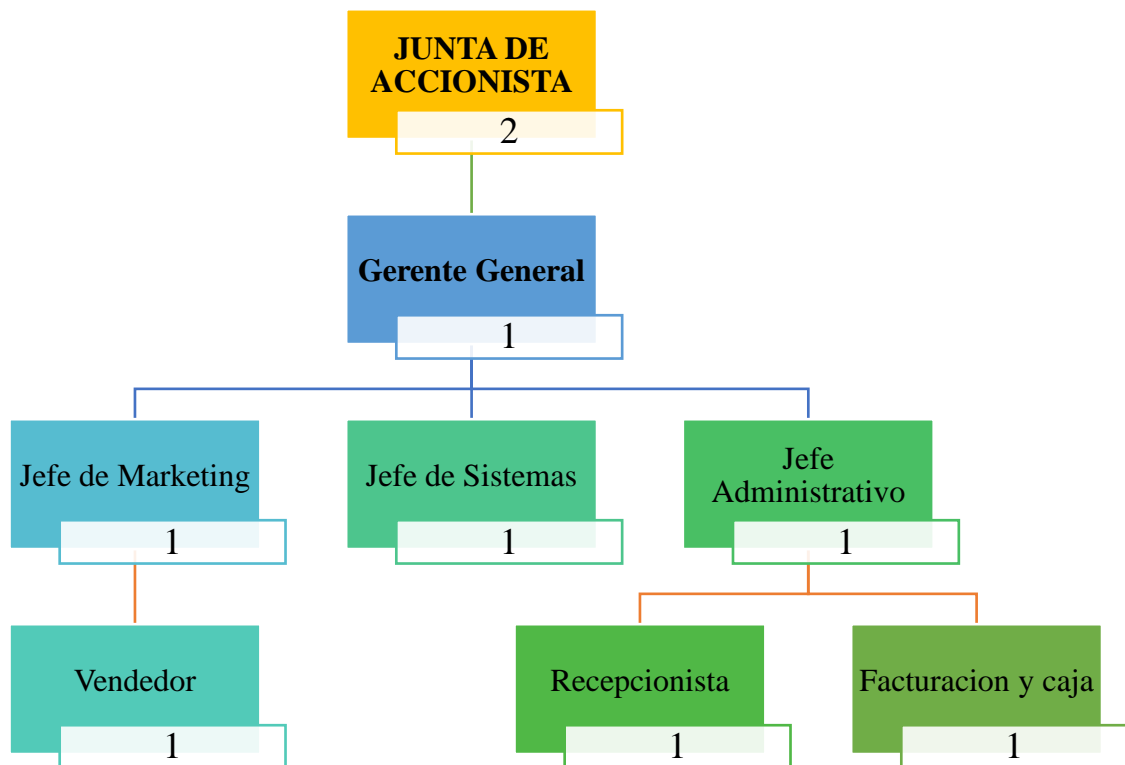 JUNTA DE
ACCIONISTA
2
Gerente General
1
Jefe de Marketing
1
Jefe de Sistemas
1
Jefe
Administrativo
1
Vendedor
1
Recepcionista
1
Facturacion y caja
1